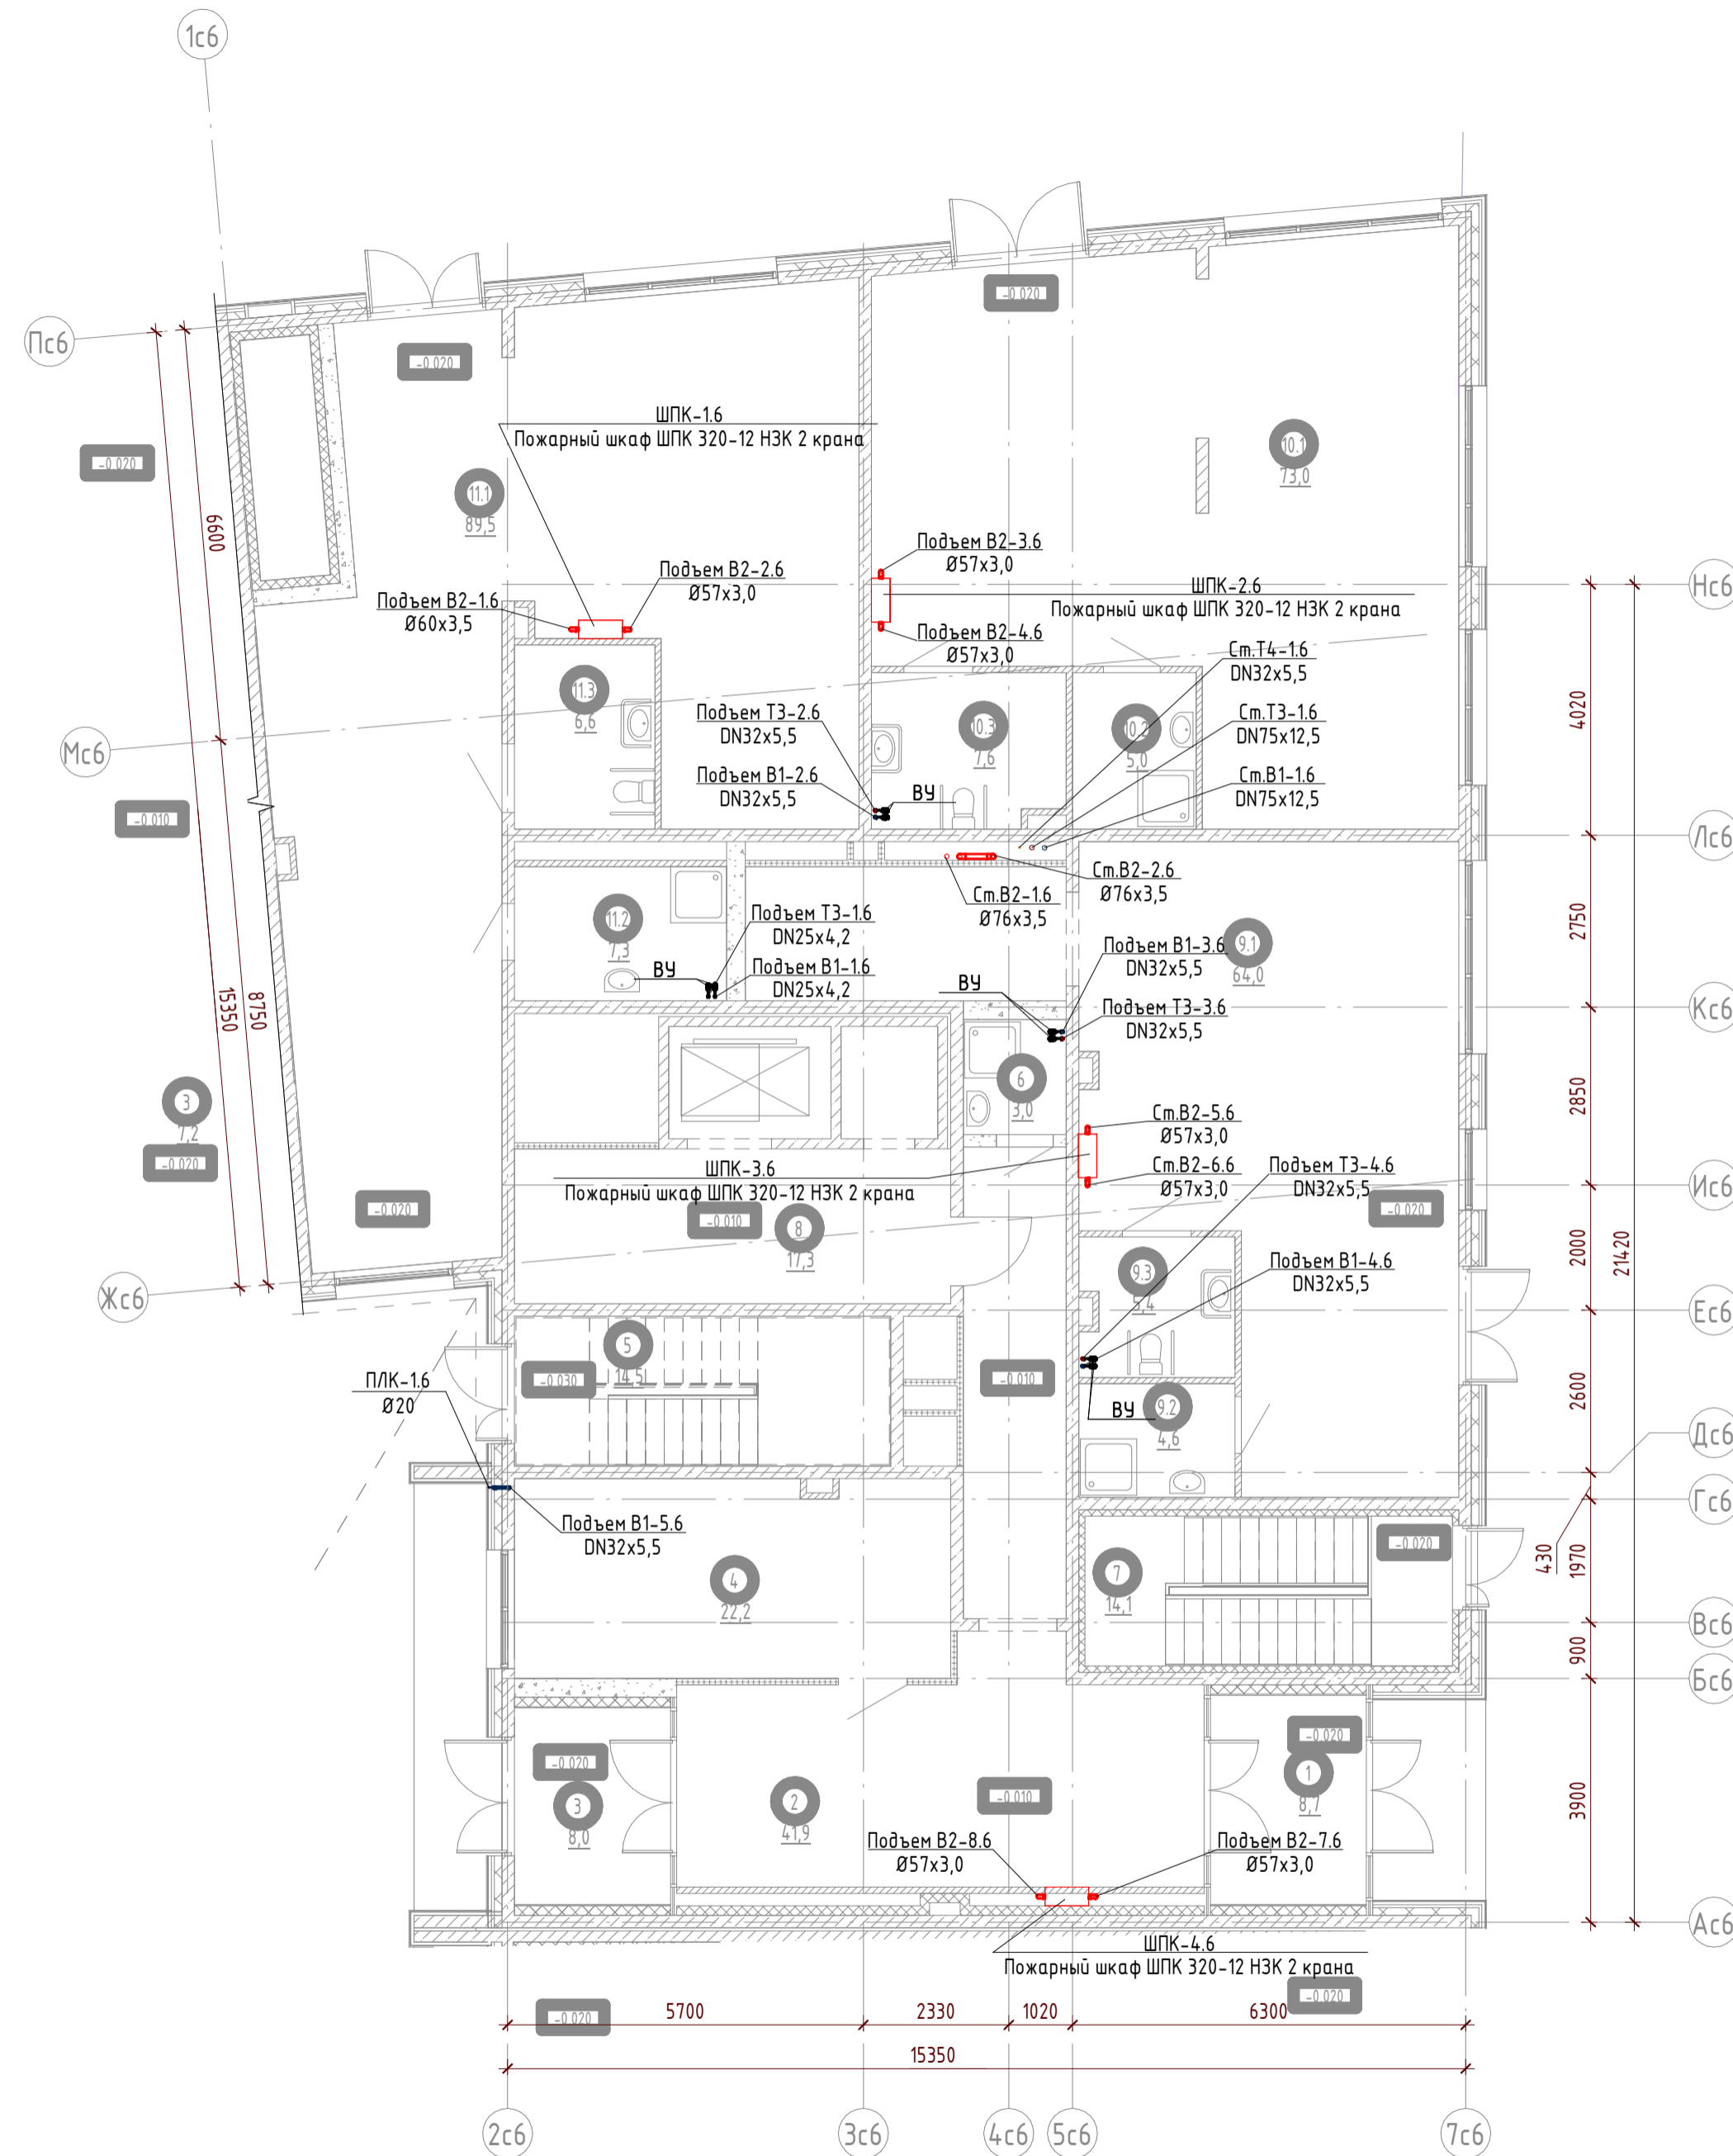 1с6
Пс6
-0.020
-0.020
-0.020
ШПК-1.6
Пожарный шкаф ШПК 320-12 НЗК 2 крана
11.1
89,5
10.1
73,0
6600
Подъем В2-3.6
Ø57х3,0
Подъем В2-2.6
Ø57х3,0
Подъем В2-1.6
Ø60х3,5
ШПК-2.6
Пожарный шкаф ШПК 320-12 НЗК 2 крана
Нс6
Подъем В2-4.6
Ø57х3,0
Ст.Т4-1.6
DN32х5,5
11.3
6,6
Подъем Т3-2.6
DN32х5,5
10.3
7,6
10.2
5,0
Ст.Т3-1.6
DN75х12,5
4020
Мс6
Подъем В1-2.6
DN32х5,5
ВУ
Ст.В1-1.6
DN75х12,5
-0.010
Лс6
Ст.В2-2.6
Ø76х3,5
Ст.В2-1.6
Ø76х3,5
11.2
7,3
Подъем Т3-1.6
DN25х4,2
2750
9.1
64,0
Подъем В1-3.6
DN32х5,5
ВУ
Подъем В1-1.6
DN25х4,2
ВУ
15350
8750
Подъем Т3-3.6
DN32х5,5
Кс6
6
3,0
2850
3
7,2
-0.020
Ст.В2-5.6
Ø57х3,0
ШПК-3.6
Пожарный шкаф ШПК 320-12 НЗК 2 крана
Ст.В2-6.6
Ø57х3,0
Подъем Т3-4.6
DN32х5,5
Ис6
-0.020
-0.010
-0.020
8
17,3
2000
21420
9.3
5,4
Подъем В1-4.6
DN32х5,5
Жс6
Ес6
5
14,5
-0.030
-0.010
ПЛК-1.6
Ø20
2600
ВУ
9.2
4,6
Дс6
Гс6
Подъем В1-5.6
DN32х5,5
-0.020
430
1970
4
22,2
7
14,1
Вс6
900
Бс6
-0.020
-0.020
1
8,7
3
8,0
2
41,9
-0.010
3900
Подъем В2-8.6
Ø57х3,0
Подъем В2-7.6
Ø57х3,0
Ас6
ШПК-4.6
Пожарный шкаф ШПК 320-12 НЗК 2 крана
-0.020
-0.020
5700
2330
1020
6300
15350
2с6
3с6
4с6
5с6
7с6